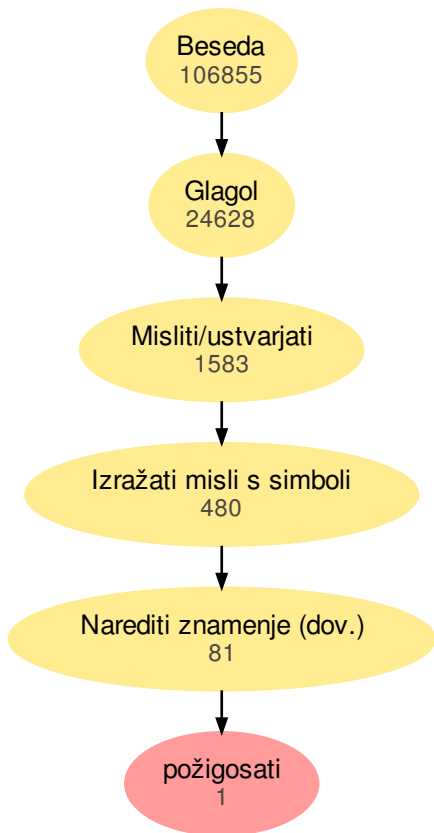 Beseda
106855
Glagol
24628
Misliti/ustvarjati
1583
Izražati misli s simboli
480
Narediti znamenje (dov.)
81
požigosati
1